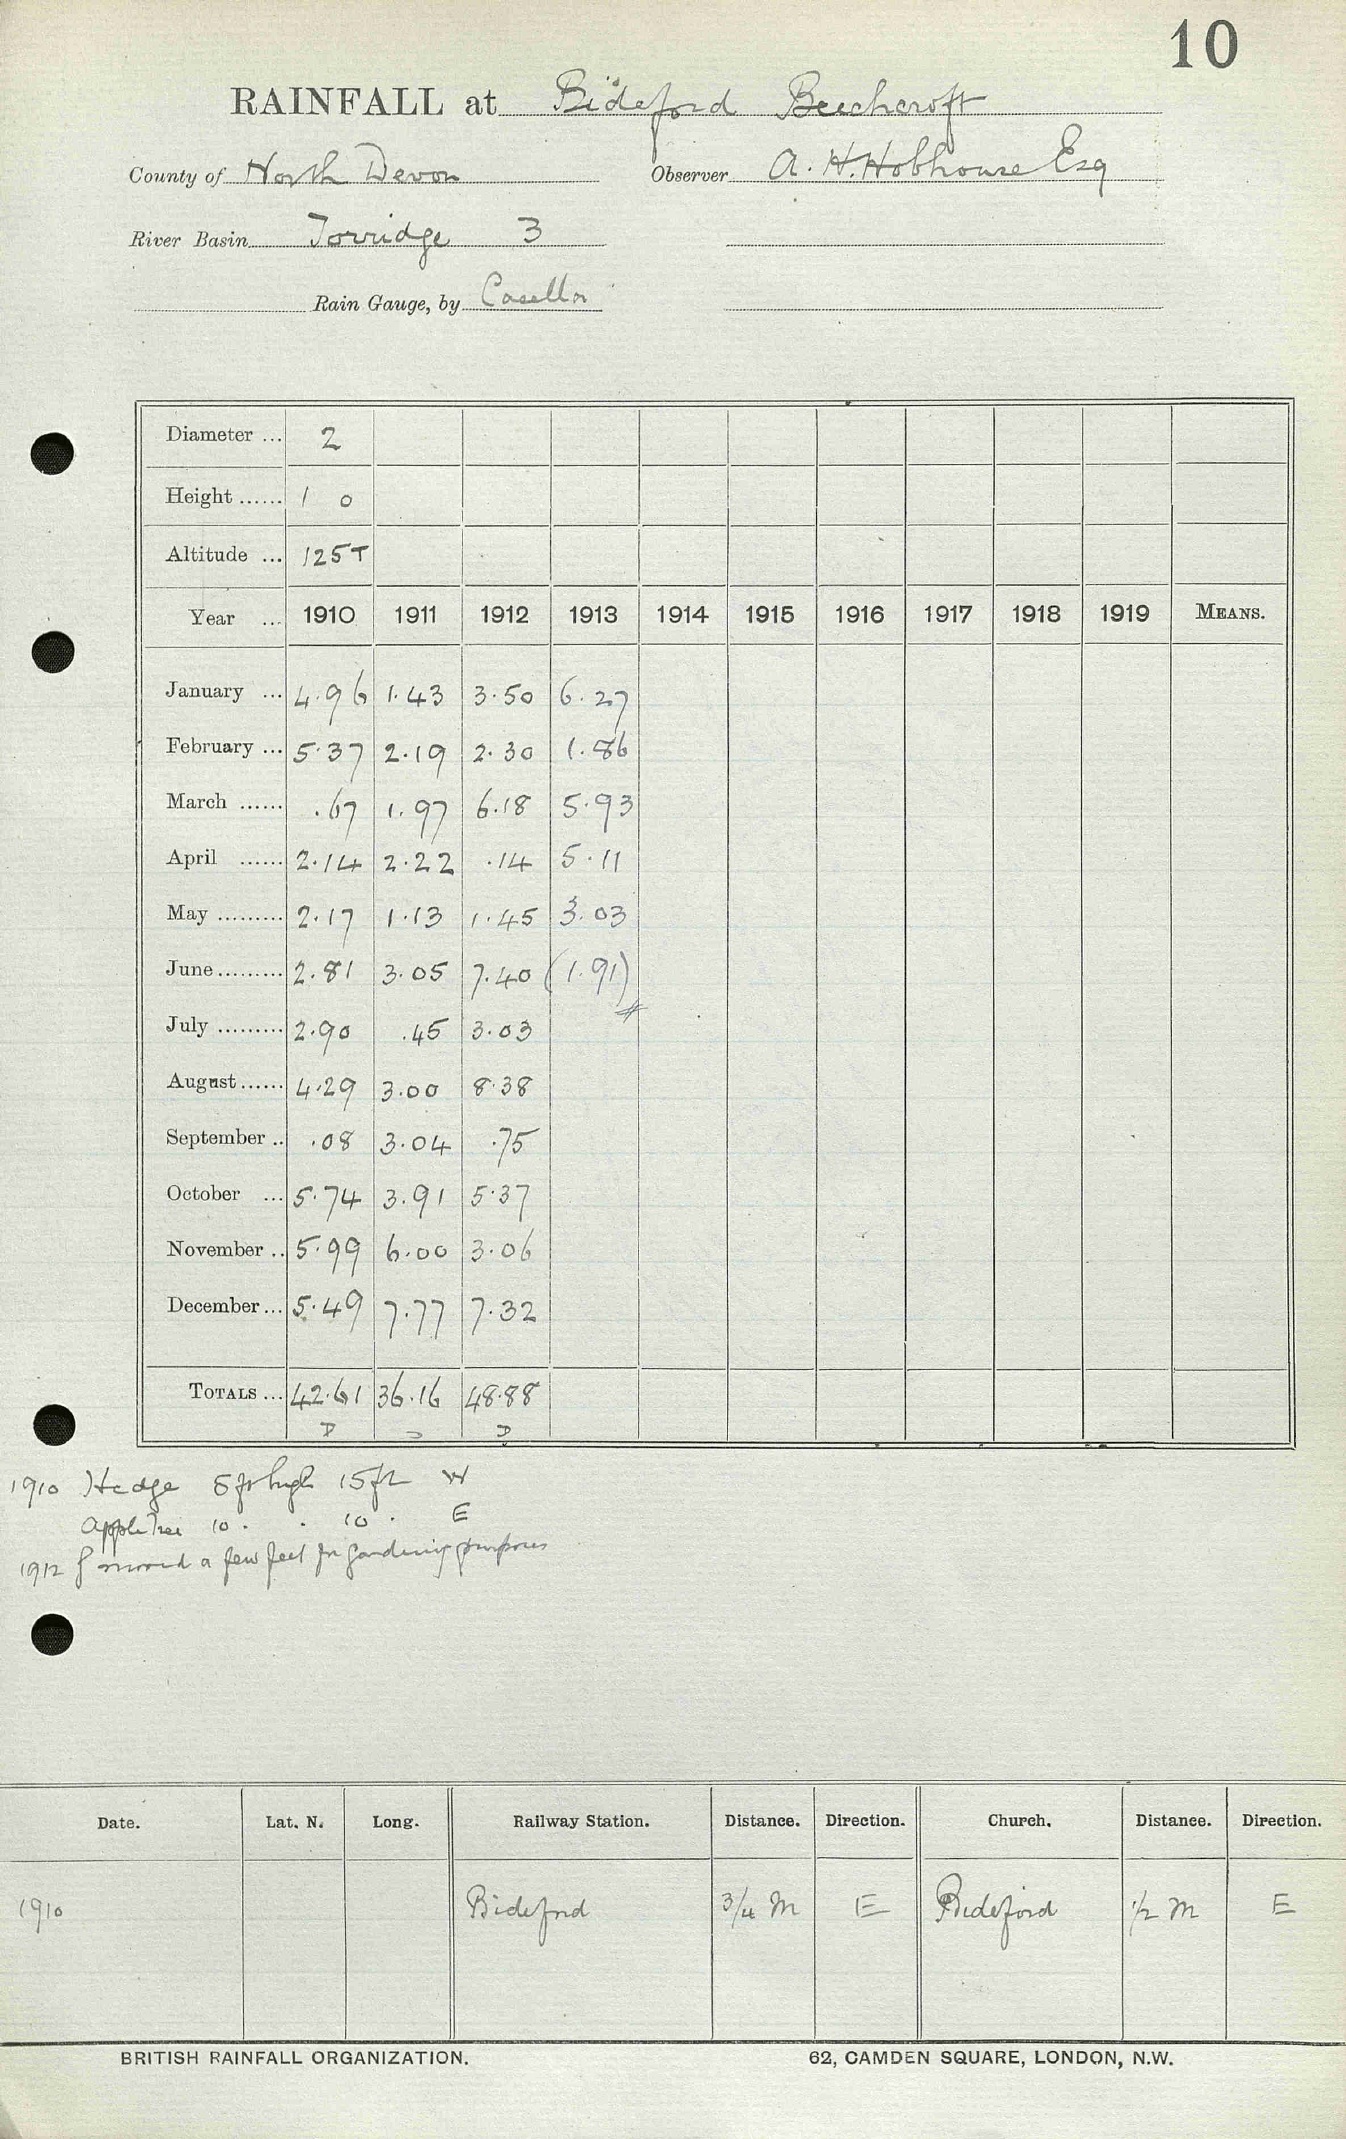 10
RAINFALL at Bideford Beechcroft
County of North Devon Observer A. H. Hobhouse Esq
River Basin Torridge 3
Rain Gauge, by Casella
Diameter ... 2
Height ...... 1 0
Altitude ... 125T
Year ... 1910 1911 1912 1913 1914 1915 1916 1917 1918 1919 MEANS.
January ... 4.96 1.43 3.50 6.27
February ... 5.37 2.19 2.30 1.86
March ...... .67 1.97 6.18 5.93
April ...... 2.14 2.22 .14 5.11
May ......... 2.17 1.13 1.45 3.03
June ......... 2.81 3.05 7.40 (1.91)
July ......... 2.90 .45 3.03
August ...... 4.29 3.00 8.38
September .. .08 3.04 .75
October ... 5.74 3.91 5.37
November .. 5.99 6.00 3.06
December ... 5.49 7.77 7.32
TOTALS ... 42.61 36.16 48.88
D D D
1910 Hedge 5 ft high 15 ft W
Apple Tree 10 . . 10 . E
1912 moved a few feet for gardening purposes
Date. Lat. N. Long. Railway Station. Distance. Direction. Church. Distance. Direction.
1910 Bideford 3/4 M E Bideford 1/2 M E
BRITISH RAINFALL ORGANIZATION. 62, CAMDEN SQUARE, LONDON, N.W.